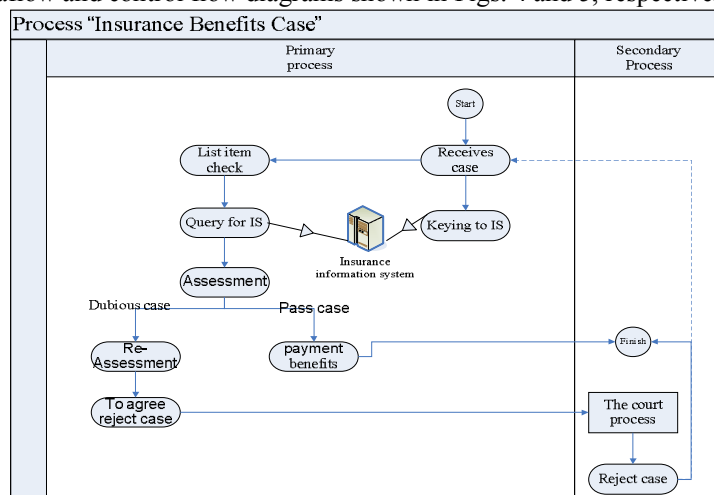 Process “Insurance Benefits Case”
Primary
process
Secondary
Process
Start
List item
check
Receives
case
Query for IS
Keying to IS
Insurance
information system
Assessment
Dubious case
Pass case
Re-
Assessment
payment
benefits
Finish
To agree
reject case
The court
process
Reject case